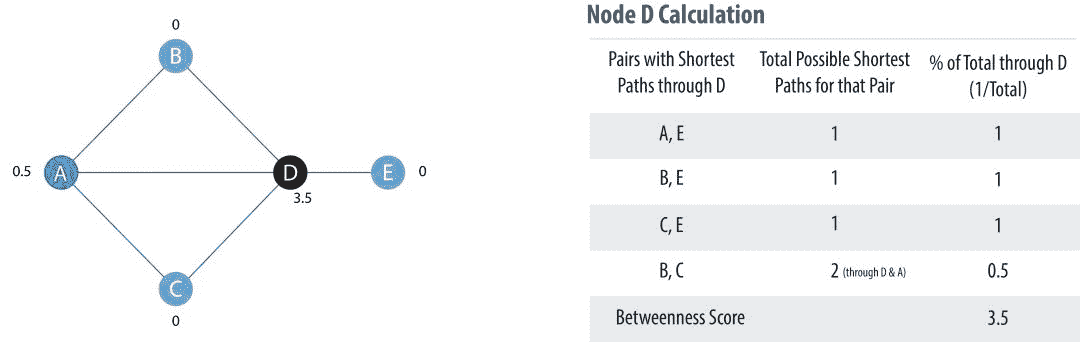 0
B
0.5
A
D
E
0
3.5
C
0
Node D Calculation
Pairs with Shortest
Paths through D
Total Possible Shortest
Paths for that Pair
% of Total through D
(1/Total)
A, E 1 1
B, E 1 1
C, E 1 1
B, C 2 (through D & A) 0.5
Betweenness Score 3.5